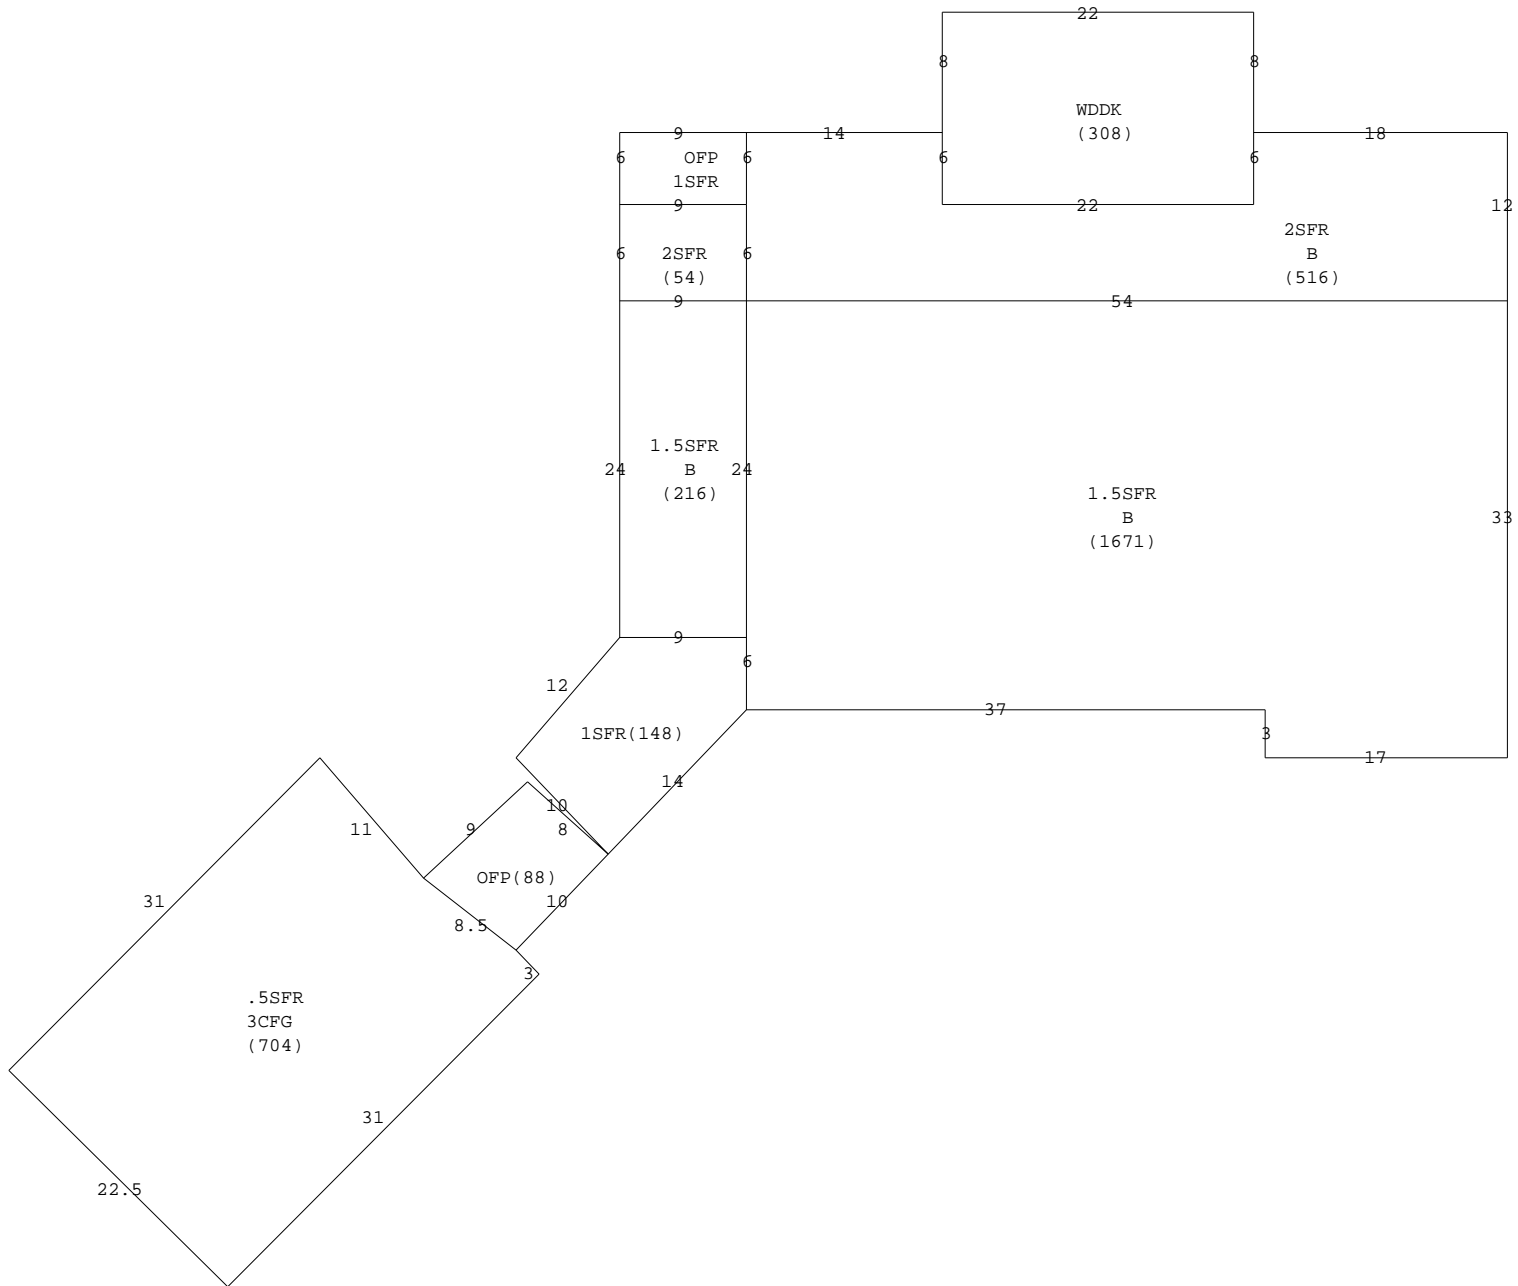 22
8 8
WDDK
(308)
9 14 18
6 OFP 6 6 6
1SFR
9 22 12
2SFR
B
(516)
6 2SFR 6
(54)
9 54
1.5SFR
24 B 24
(216)
1.5SFR
B
(1671)
33
9
6
12
37
1SFR(148)
3
17
14
10
11 9 8
OFP(88)
31 10
8.5
3
.5SFR
3CFG
(704)
31
22.5